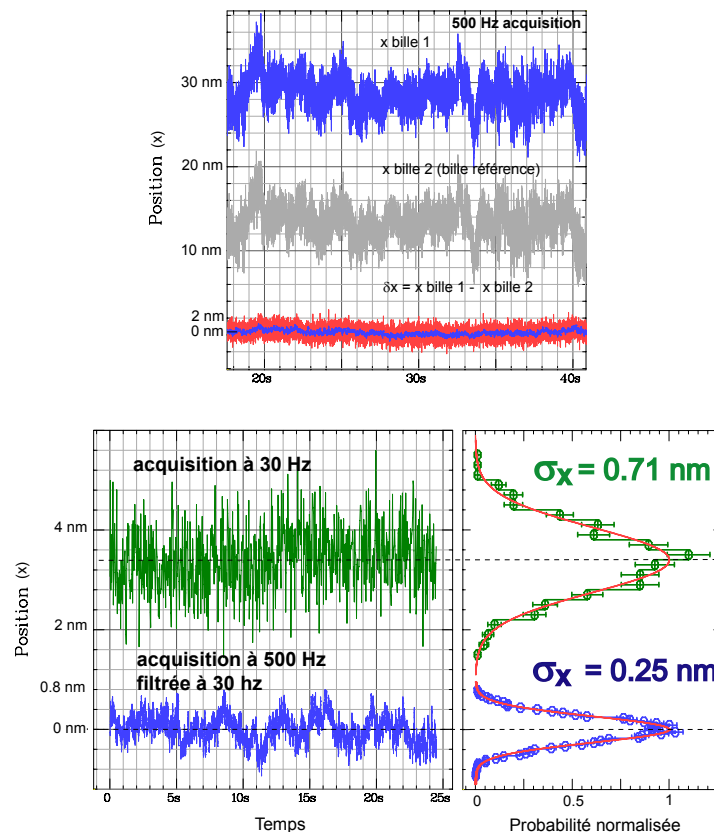 500 Hz acquisition
x bille 1
30 nm
Position (x)
20 nm
x bille 2 (bille référence)
10 nm
δx = x bille 1 - x bille 2
2 nm
0 nm
20s 30s 40s
acquisition à 30 Hz
σx = 0.71 nm
4 nm
Position (x)
2 nm
acquisition à 500 Hz
filtrée à 30 hz
σx = 0.25 nm
0.8 nm
0 nm
0 5s 10s 15s 20s 25s
0 0.5 1
Temps
Probabilité normalisée